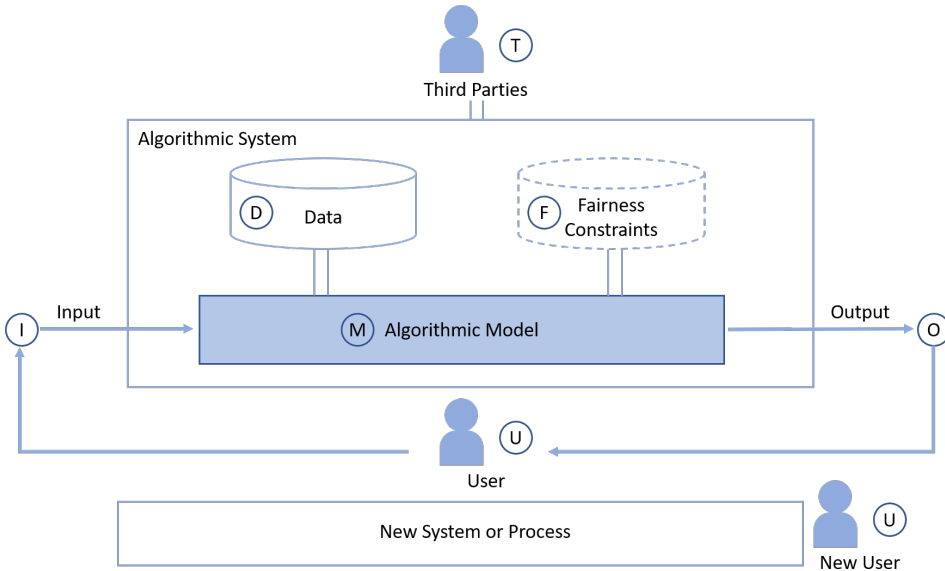 T
Third Parties
Algorithmic System
D
Data
F
Fairness
Constraints
I
Input
M
Algorithmic Model
Output
O
U
User
New System or Process
U
New User